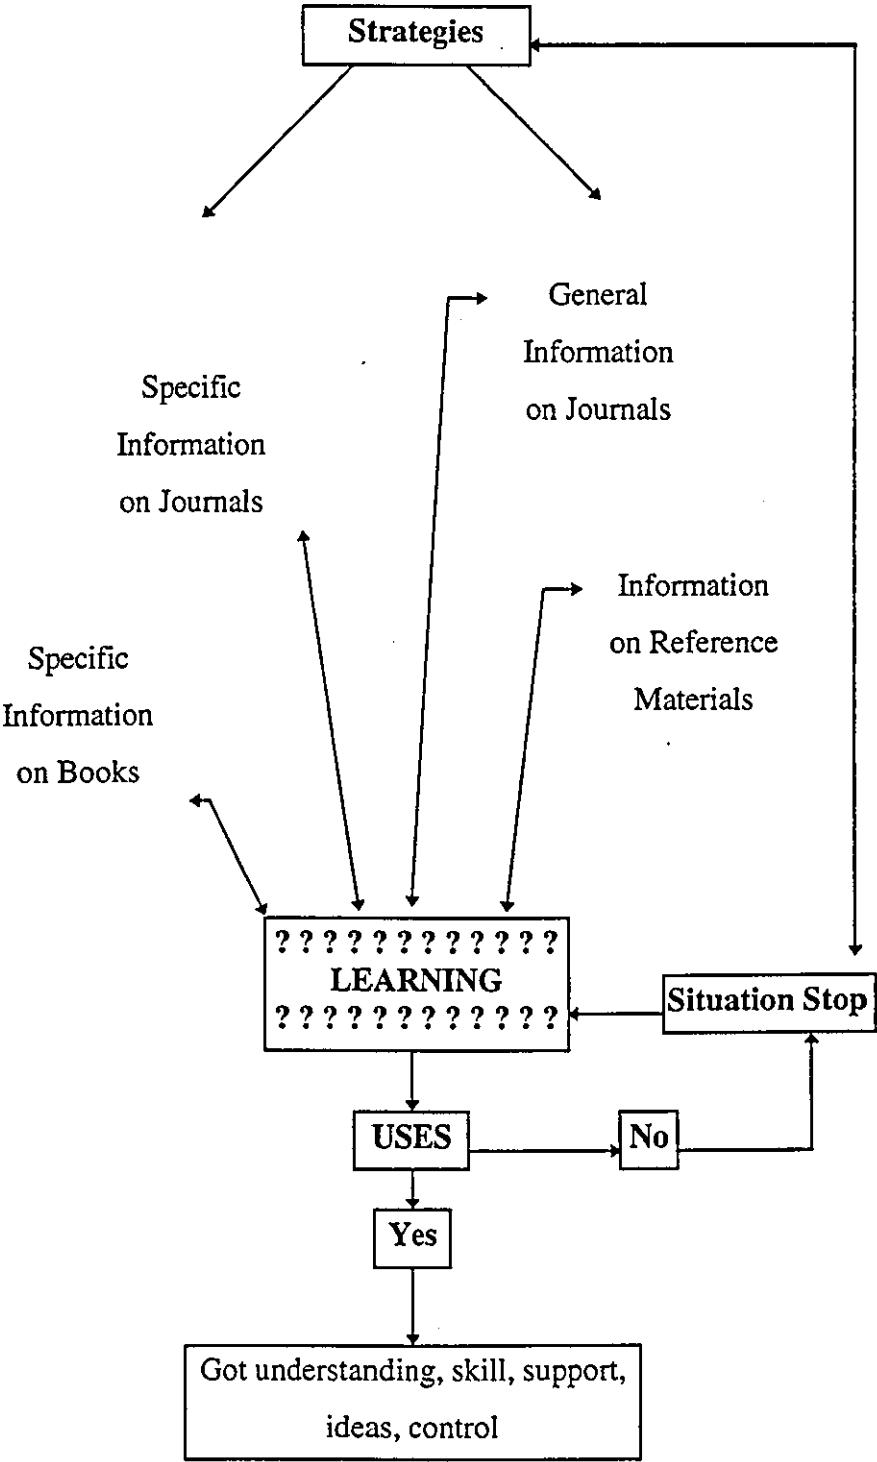 Strategies
General
Information
on Journals
Specific
Information
on Journals
Information
on Reference
Materials
Specific
Information
on Books
? ? ? ? ? ? ? ? ? ? ? ?
LEARNING
? ? ? ? ? ? ? ? ? ? ? ?
Situation Stop
USES
No
Yes
Got understanding, skill, support,
ideas, control